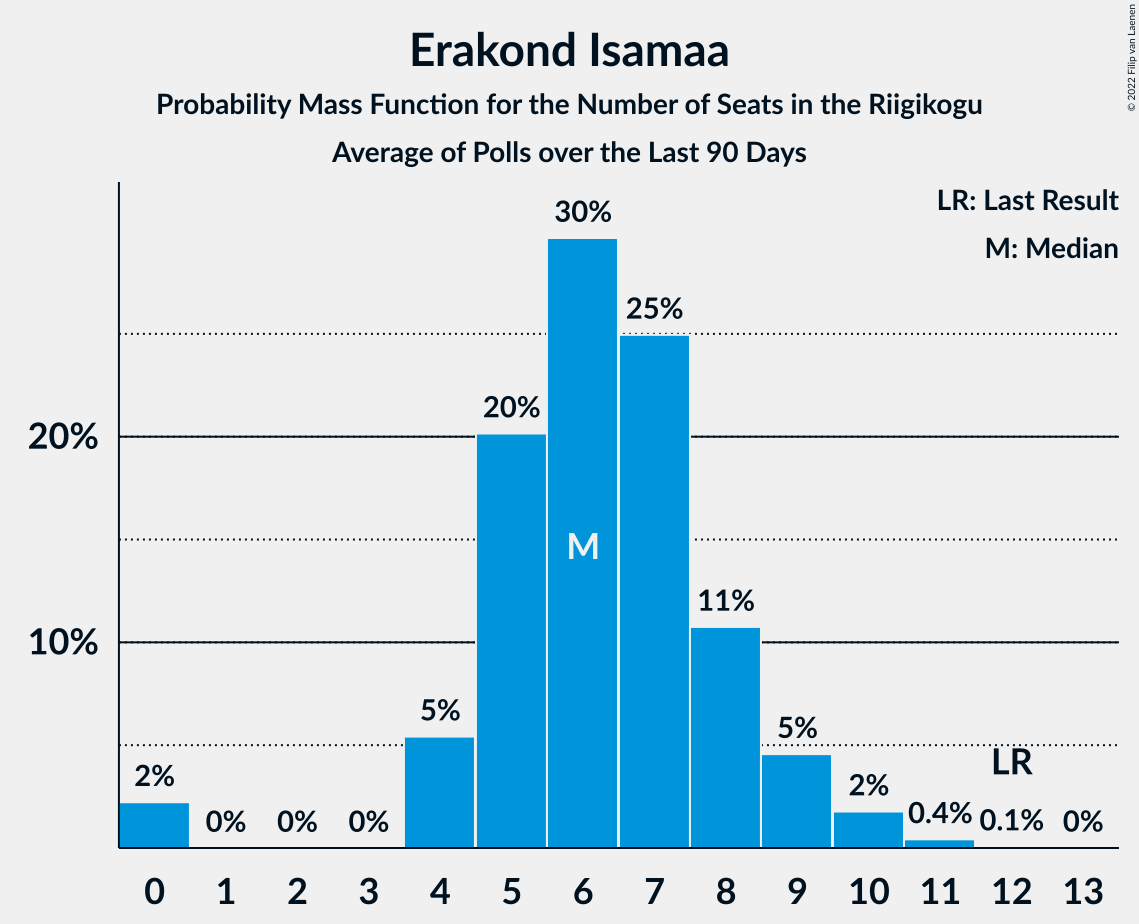 Erakond Isamaa
Probability Mass Function for the Number of Seats in the Riigikogu
Average of Polls over the Last 90 Days
© 2022 Filip van Laenen
LR: Last Result
M: Median
30%
25%
20%
20%
M
11%
10%
5%
5%
LR
2%
2%
0%
0%
0%
0.4%
0.1%
0%
0 1 2 3 4 5 6 7 8 9 10 11 12 13